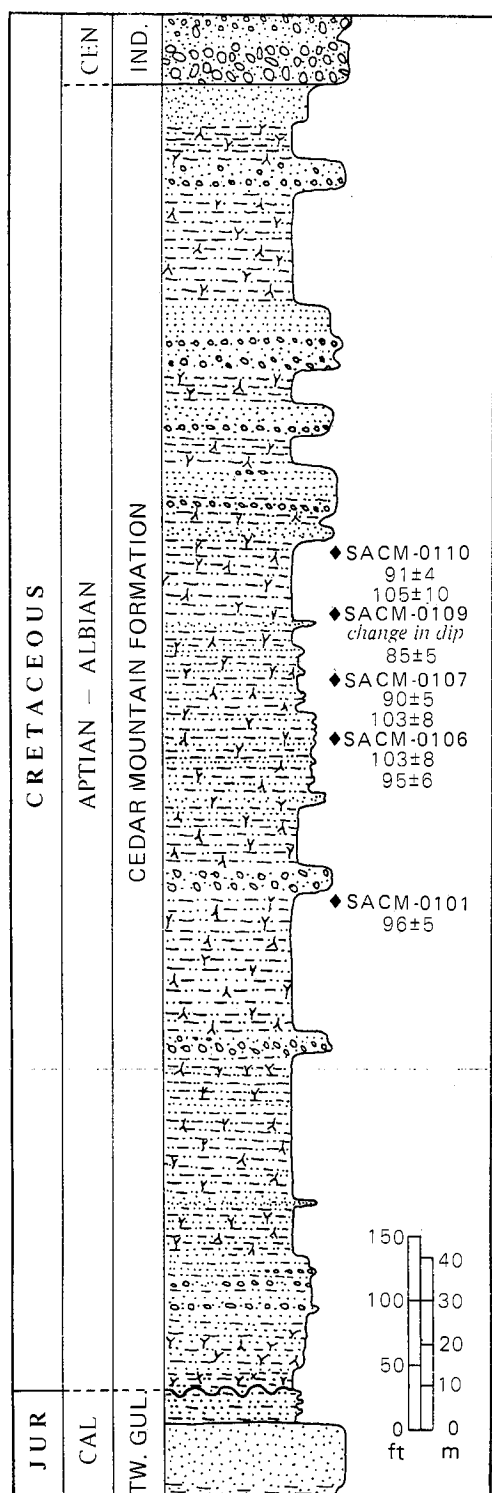 CEN
IND.
CRETACEOUS
APTIAN – ALBIAN
CEDAR MOUNTAIN FORMATION
SACM-0110
91±4
105±10
SACM-0109
change in dip
85±5
SACM-0107
90±5
103±8
SACM-0106
103±8
95±6
SACM-0101
96±5
150
40
100 30
20
50
10
0 0
ft m
JUR
CAL
TW. GUL.